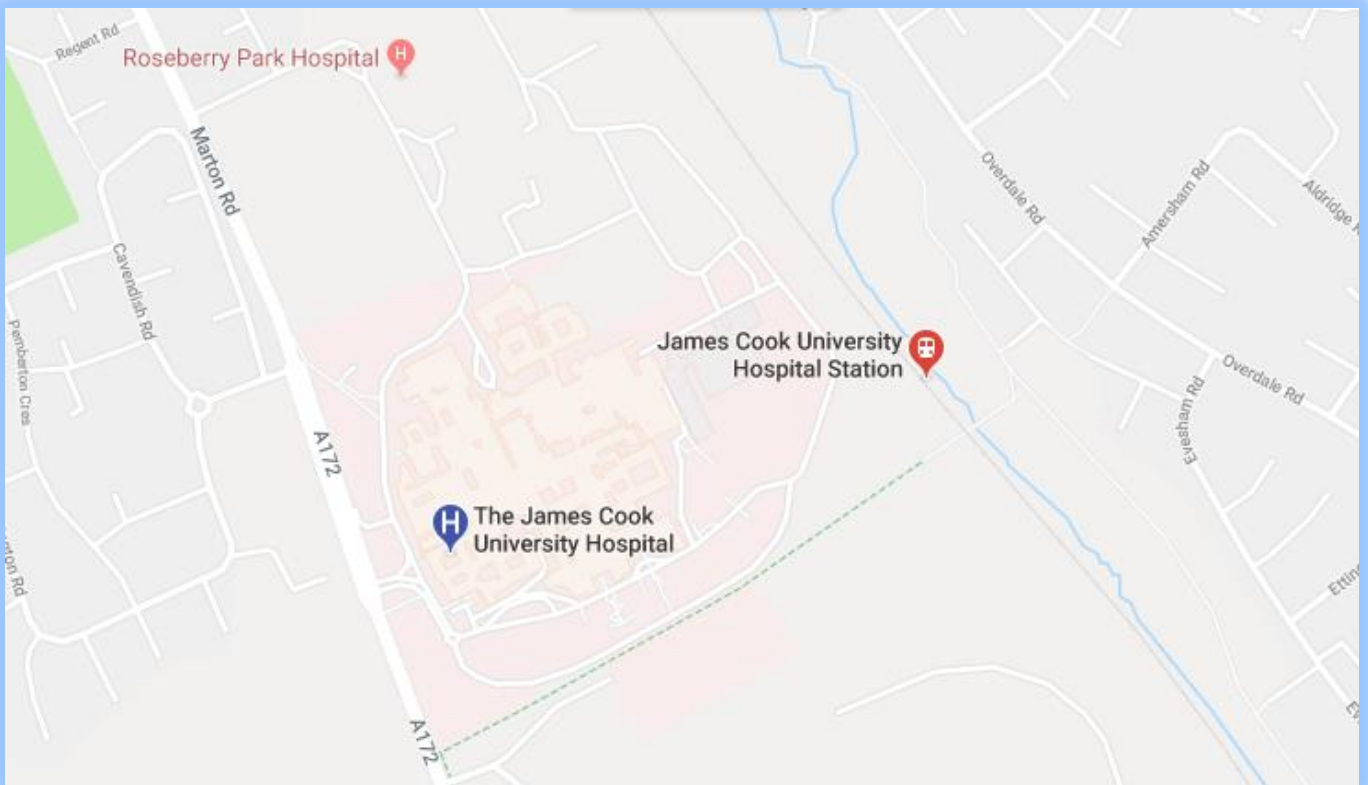 Regent Rd
Roseberry Park Hospital
H
Marton Rd
Overdale Rd
Amersham Rd
Aldridge
Cavendish Rd
Pemberton Cres
James Cook University
Hospital Station
Overdale Rd
Evesham Rd
A172
H
The James Cook
University Hospital
A172